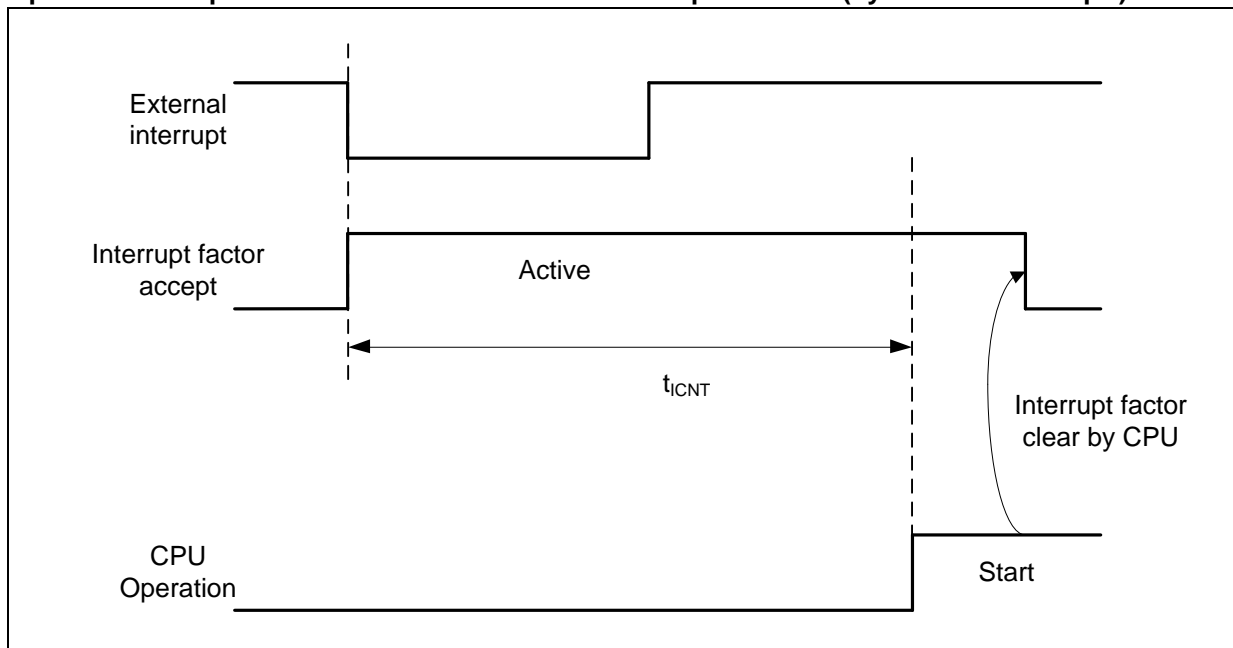 External
interrupt
Interrupt factor
accept
Active
tICNT
Interrupt factor
clear by CPU
CPU
Operation
Start